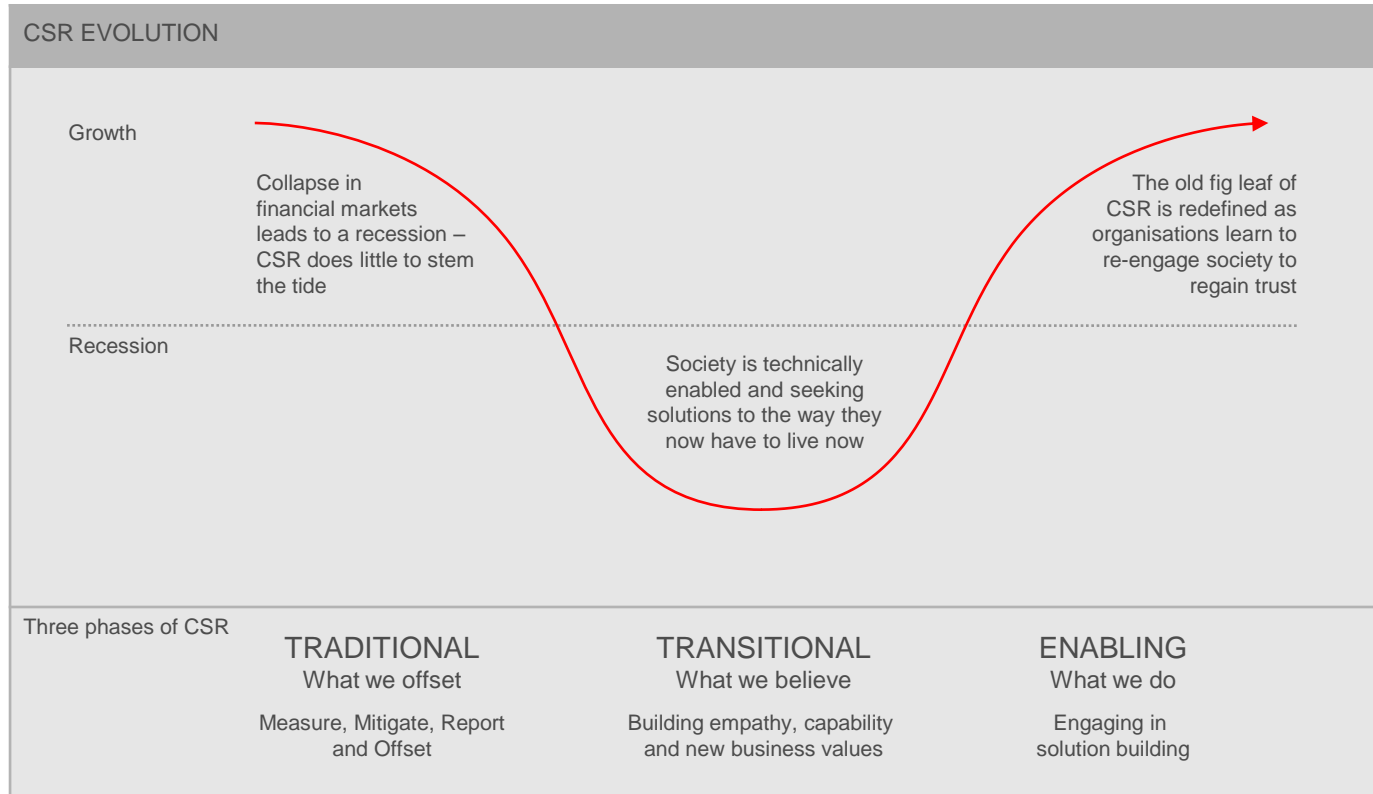 CSR EVOLUTION
Growth
Collapse in
financial markets
leads to a recession –
CSR does little to stem
the tide
The old fig leaf of
CSR is redefined as
organisations learn to
re-engage society to
regain trust
Recession
Society is technically
enabled and seeking
solutions to the way they
now have to live now
Three phases of CSR
TRADITIONAL
What we offset
Measure, Mitigate, Report
and Offset
TRANSITIONAL
What we believe
Building empathy, capability
and new business values
ENABLING
What we do
Engaging in
solution building